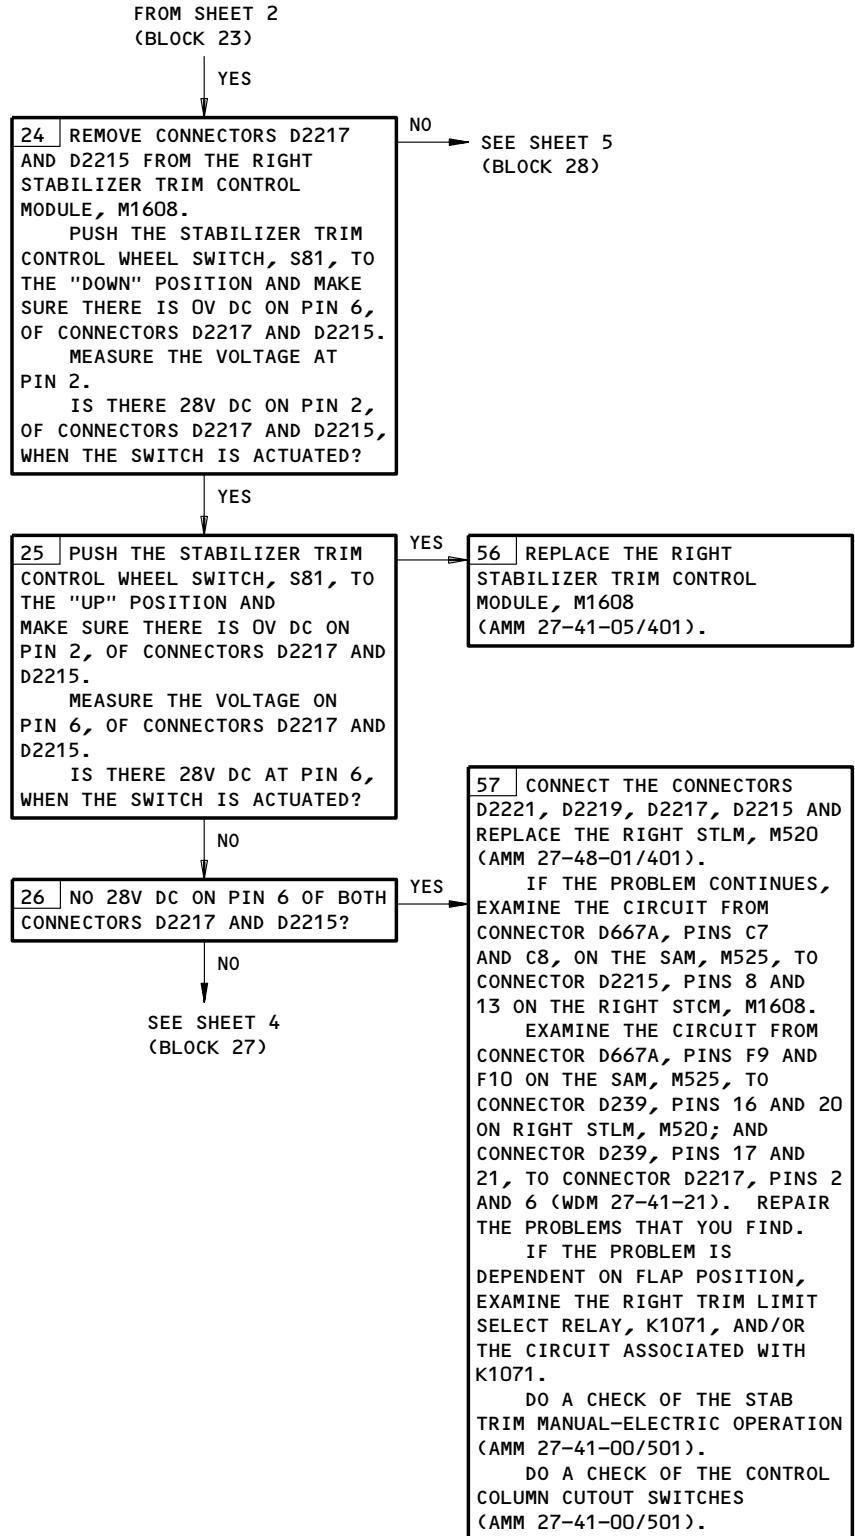 FROM SHEET 2
(BLOCK 23)
YES
24 REMOVE CONNECTORS D2217
AND D2215 FROM THE RIGHT
STABILIZER TRIM CONTROL
MODULE, M1608.
PUSH THE STABILIZER TRIM
CONTROL WHEEL SWITCH, S81, TO
THE "DOWN" POSITION AND MAKE
SURE THERE IS 0V DC ON PIN 6,
OF CONNECTORS D2217 AND D2215.
MEASURE THE VOLTAGE AT
PIN 2.
IS THERE 28V DC ON PIN 2,
OF CONNECTORS D2217 AND D2215,
WHEN THE SWITCH IS ACTUATED?
NO
SEE SHEET 5
(BLOCK 28)
YES
25 PUSH THE STABILIZER TRIM
CONTROL WHEEL SWITCH, S81, TO
THE "UP" POSITION AND
MAKE SURE THERE IS 0V DC ON
PIN 2, OF CONNECTORS D2217 AND
D2215.
MEASURE THE VOLTAGE ON
PIN 6, OF CONNECTORS D2217 AND
D2215.
IS THERE 28V DC AT PIN 6,
WHEN THE SWITCH IS ACTUATED?
YES
56 REPLACE THE RIGHT
STABILIZER TRIM CONTROL
MODULE, M1608
(AMM 27-41-05/401).
NO
26 NO 28V DC ON PIN 6 OF BOTH
CONNECTORS D2217 AND D2215?
YES
57 CONNECT THE CONNECTORS
D2221, D2219, D2217, D2215 AND
REPLACE THE RIGHT STLM, M520
(AMM 27-48-01/401).
IF THE PROBLEM CONTINUES,
EXAMINE THE CIRCUIT FROM
CONNECTOR D667A, PINS C7
AND C8, ON THE SAM, M525, TO
CONNECTOR D2215, PINS 8 AND
13 ON THE RIGHT STCM, M1608.
EXAMINE THE CIRCUIT FROM
CONNECTOR D667A, PINS F9 AND
F10 ON THE SAM, M525, TO
CONNECTOR D239, PINS 16 AND 20
ON RIGHT STLM, M520; AND
CONNECTOR D239, PINS 17 AND
21, TO CONNECTOR D2217, PINS 2
AND 6 (WDM 27-41-21). REPAIR
THE PROBLEMS THAT YOU FIND.
IF THE PROBLEM IS
DEPENDENT ON FLAP POSITION,
EXAMINE THE RIGHT TRIM LIMIT
SELECT RELAY, K1071, AND/OR
THE CIRCUIT ASSOCIATED WITH
K1071.
DO A CHECK OF THE STAB
TRIM MANUAL-ELECTRIC OPERATION
(AMM 27-41-00/501).
DO A CHECK OF THE CONTROL
COLUMN CUTOUT SWITCHES
(AMM 27-41-00/501).
NO
SEE SHEET 4
(BLOCK 27)